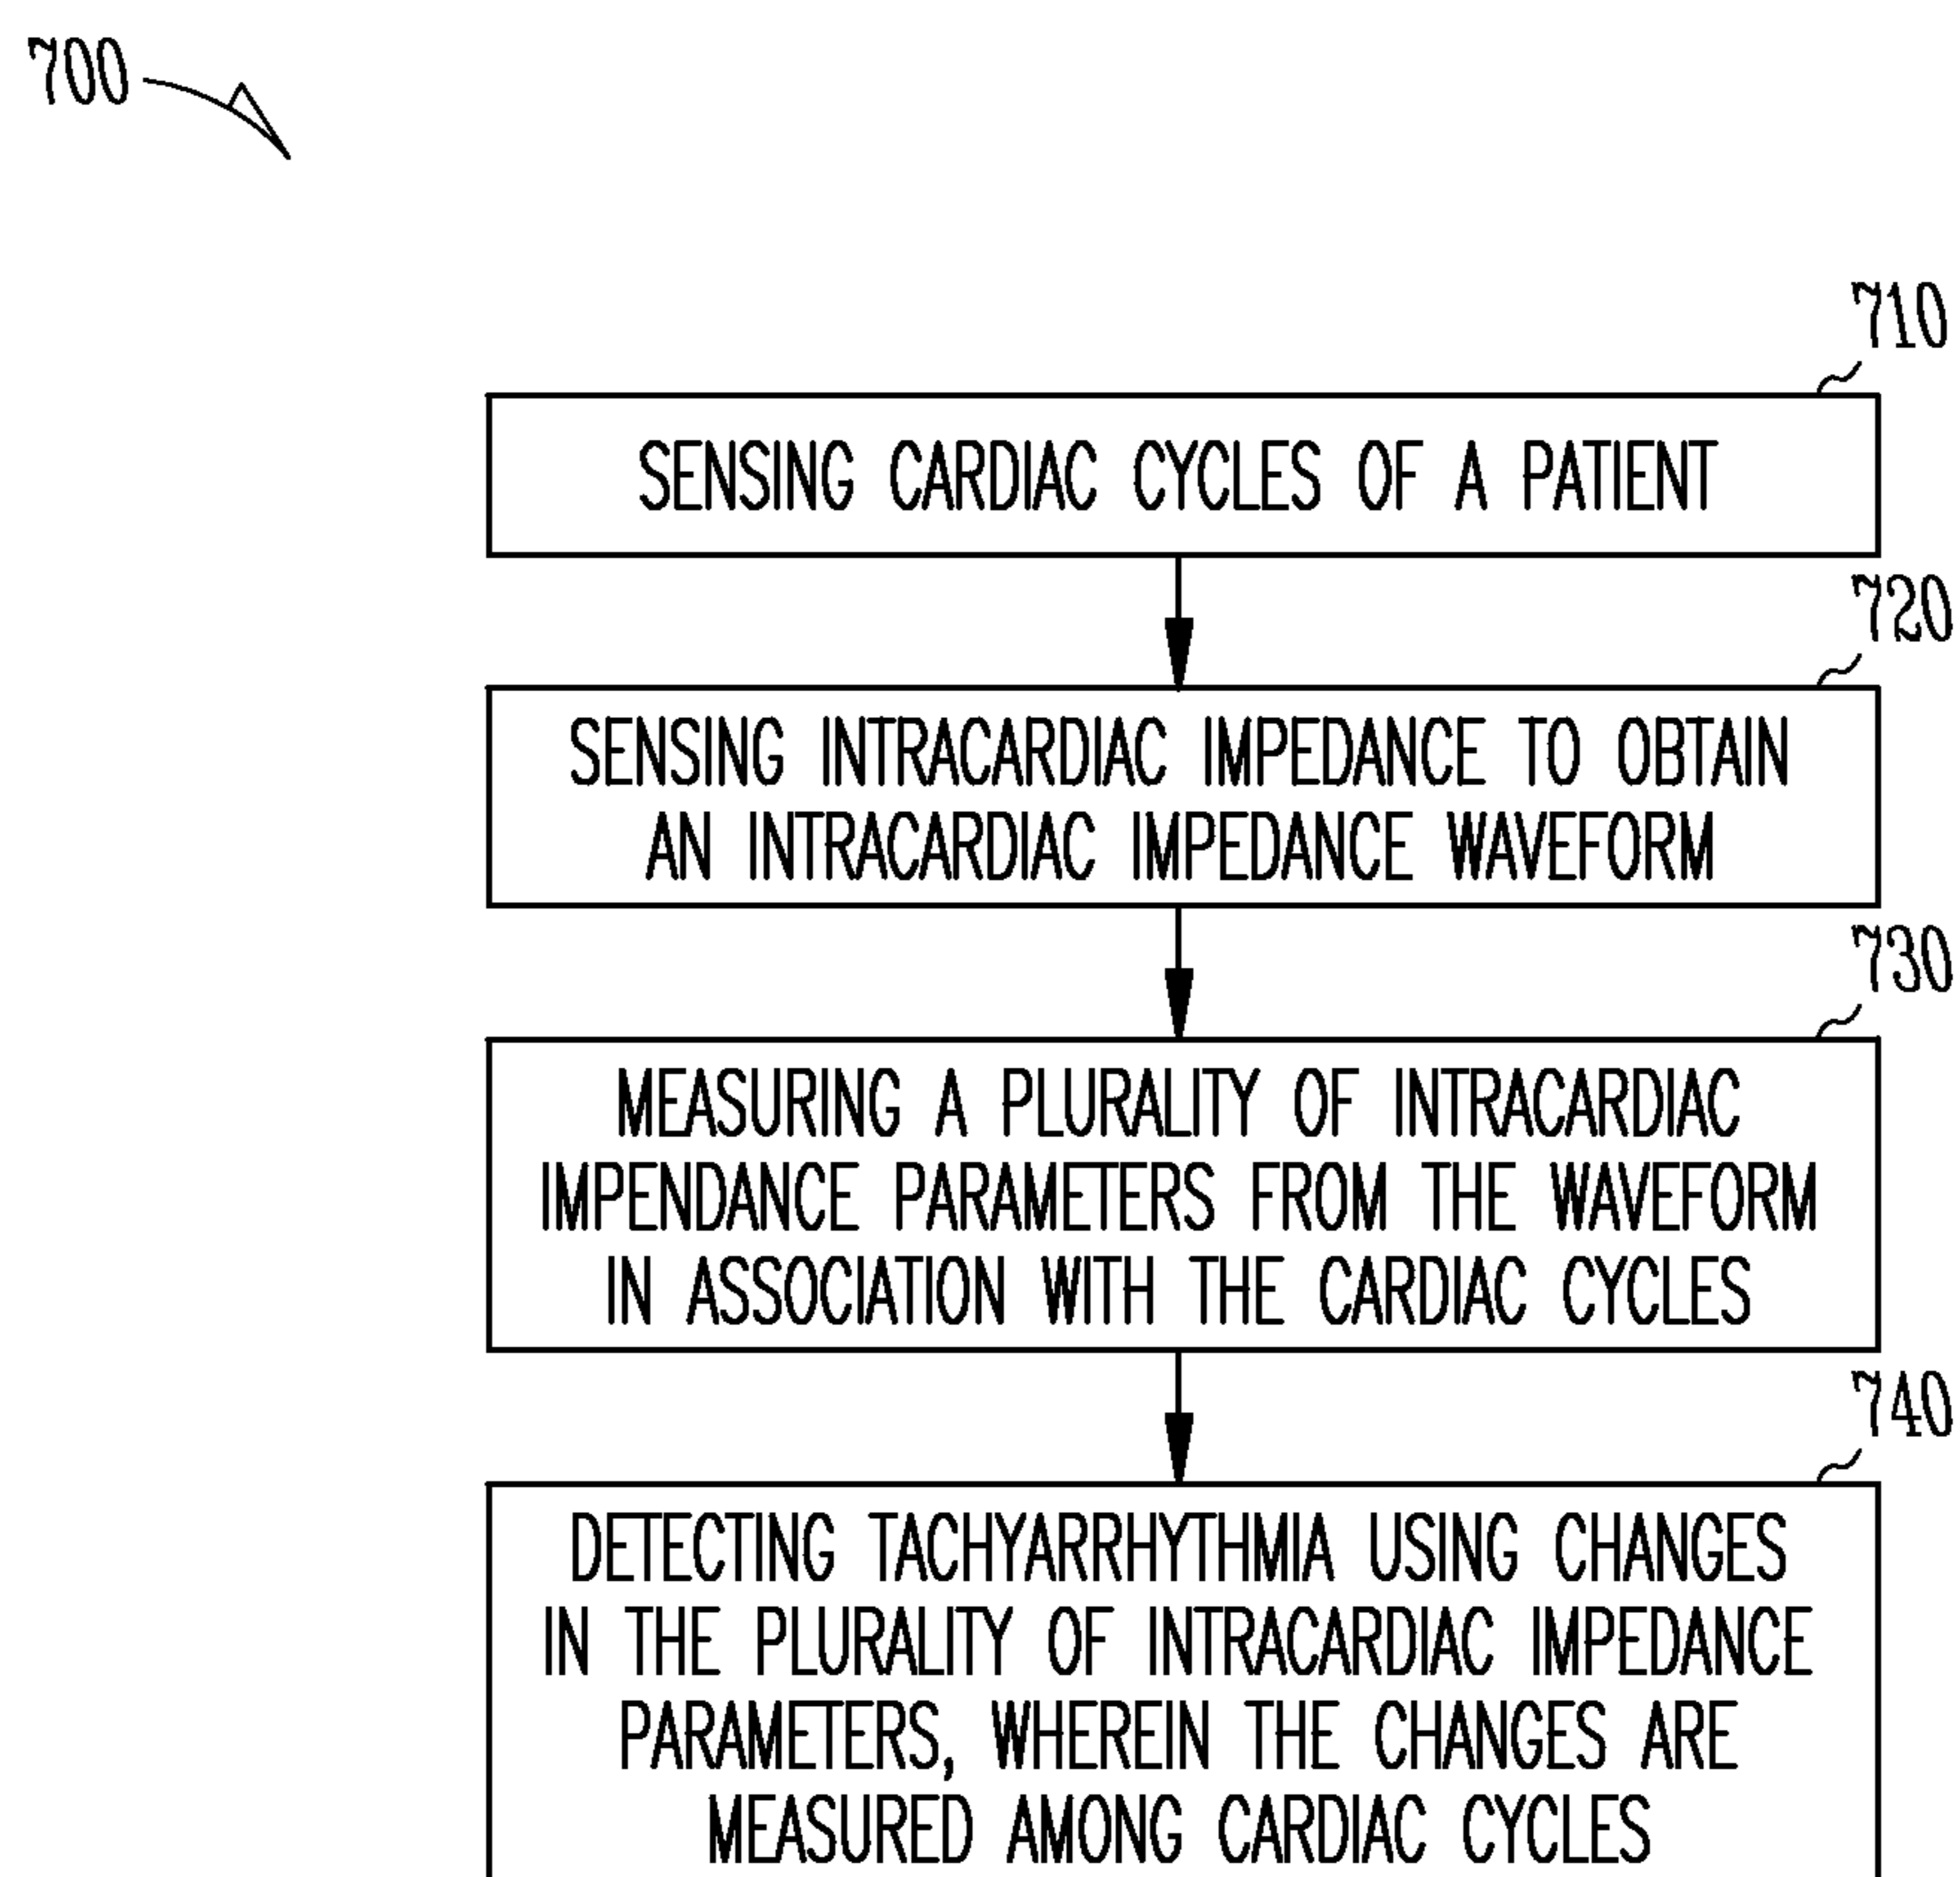 700
710
SENSING CARDIAC CYCLES OF A PATIENT
720
SENSING INTRACARDIAC IMPEDANCE TO OBTAIN
AN INTRACARDIAC IMPEDANCE WAVEFORM
730
MEASURING A PLURALITY OF INTRACARDIAC
IMPENDANCE PARAMETERS FROM THE WAVEFORM
IN ASSOCIATION WITH THE CARDIAC CYCLES
740
DETECTING TACHYARRHYTHMIA USING CHANGES
IN THE PLURALITY OF INTRACARDIAC IMPEDANCE
PARAMETERS, WHEREIN THE CHANGES ARE
MEASURED AMONG CARDIAC CYCLES